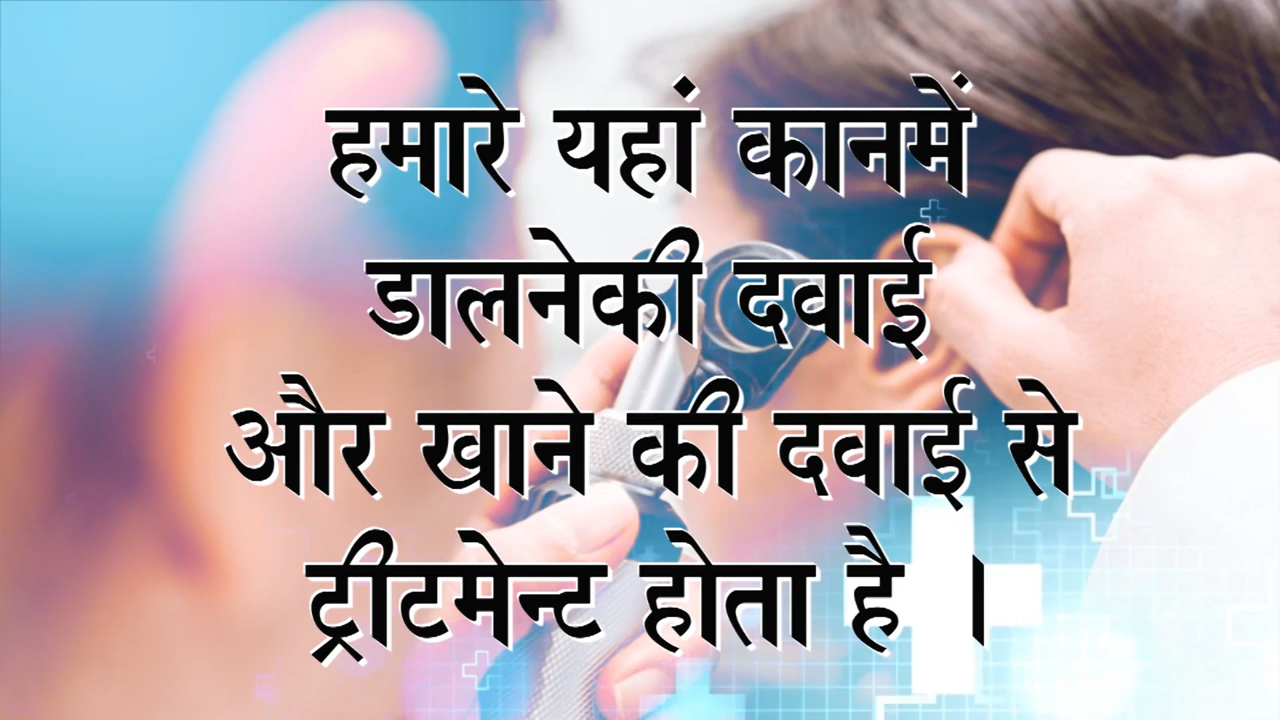 हमारे यहां कानमें
डालनेकी दवाई
और खाने की दवाई से
ट्रीटमेन्ट होता है ।